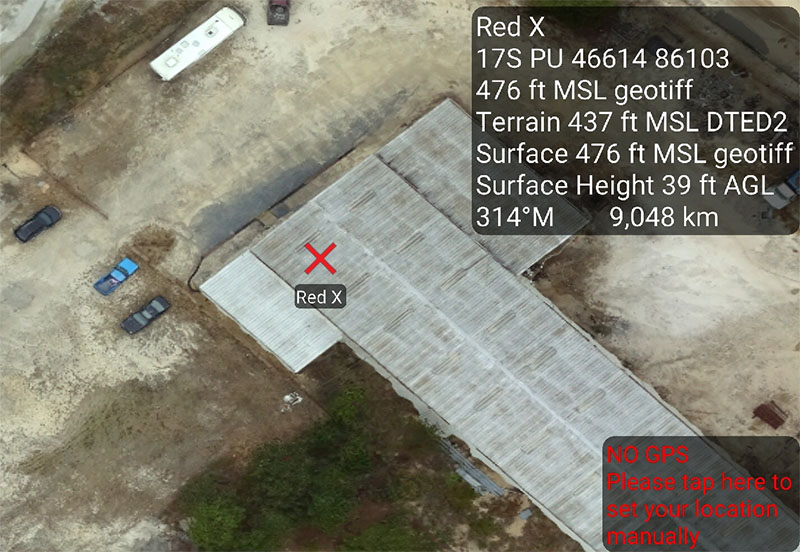 Red X
17S PU 46614 86103
476 ft MSL geotiff
Terrain 437 ft MSL DTED2
Surface 476 ft MSL geotiff
Surface Height 39 ft AGL
314°M 9,048 km
Red X
NO GPS
Please tap here to
set your location
manually